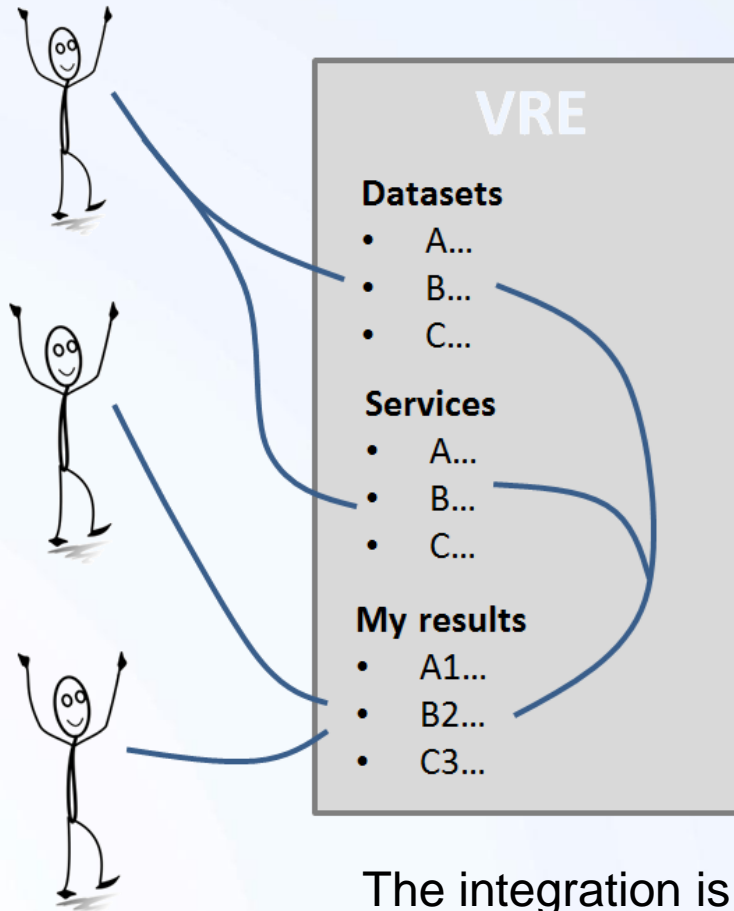 VRE
Datasets
• A...
• B...
• C...
Services
• A...
• B...
• C...
My results
• A1...
• B2...
• C3...
The integration is